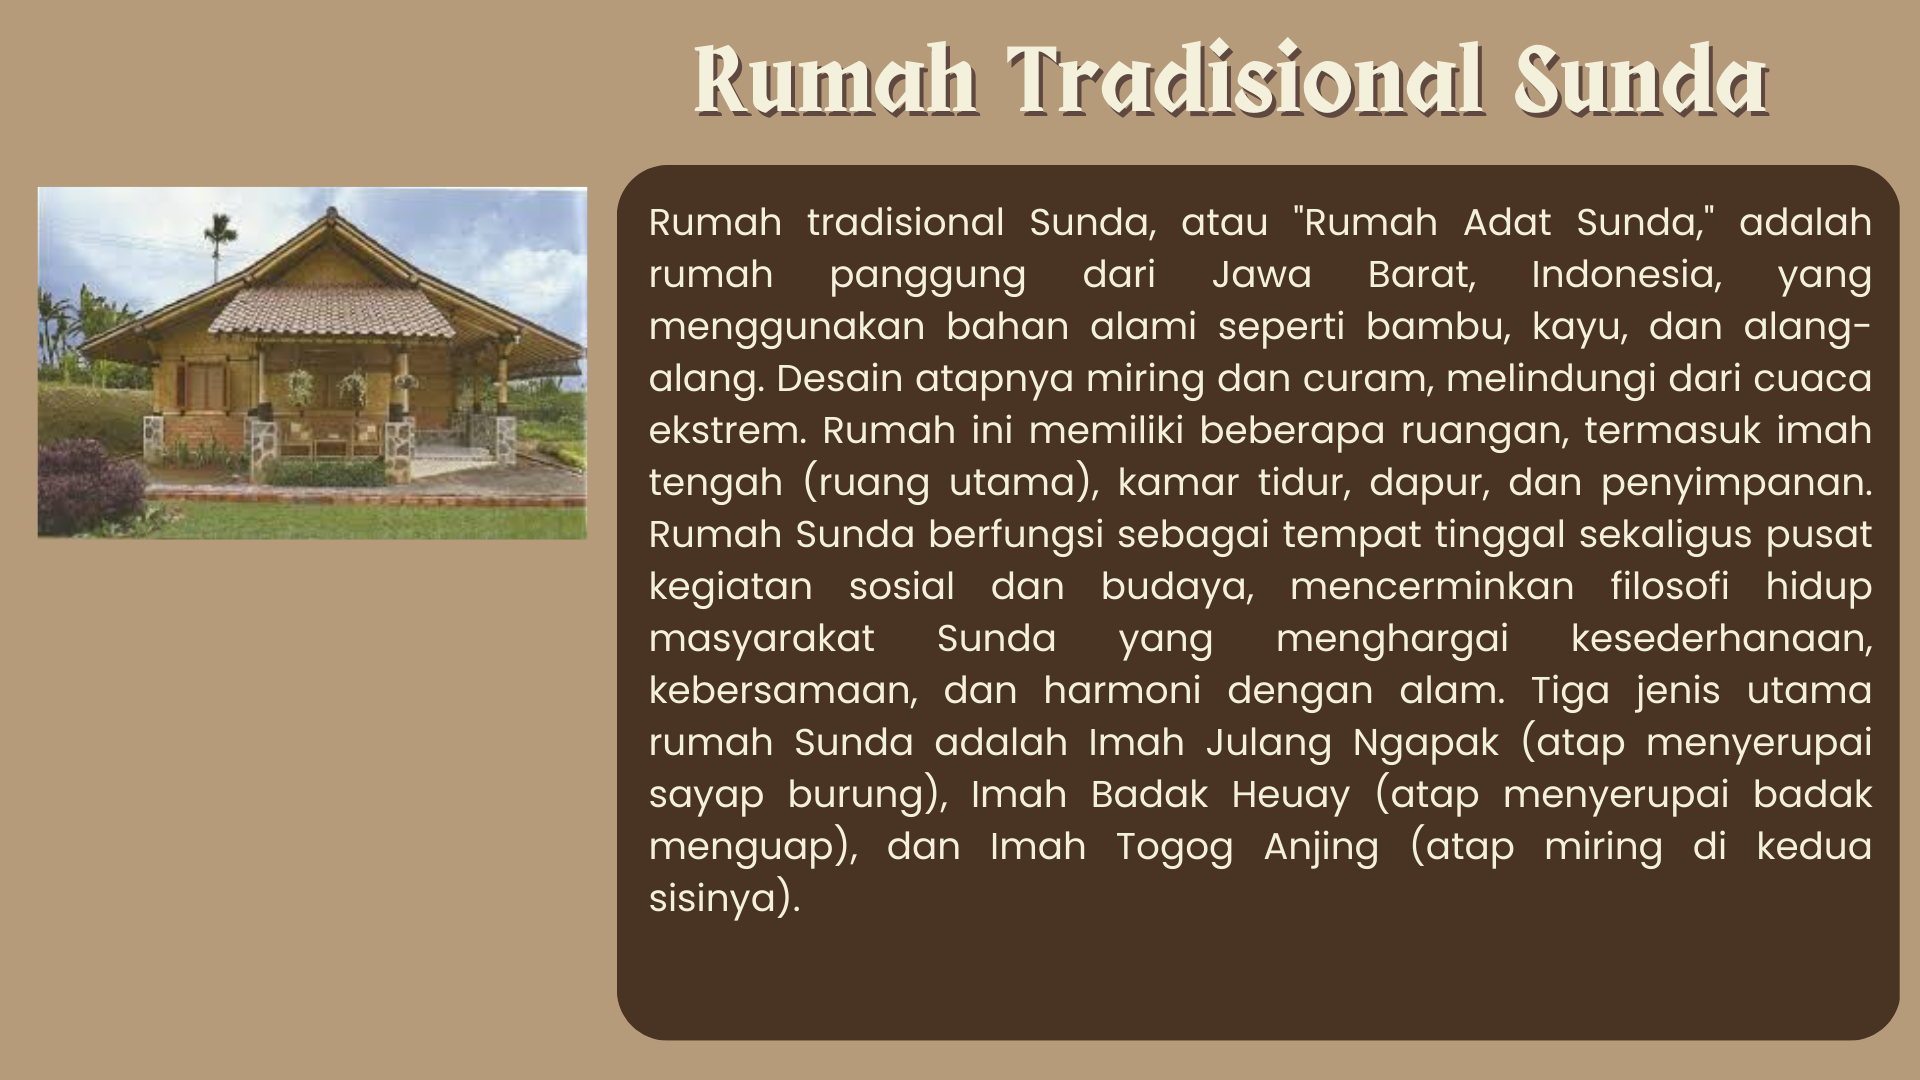 Rumah Tradisional Sunda
Rumah tradisional Sunda, atau "Rumah Adat Sunda," adalah
rumah panggung dari Jawa Barat, Indonesia, yang
menggunakan bahan alami seperti bambu, kayu, dan alang-
alang. Desain atapnya miring dan curam, melindungi dari cuaca
ekstrem. Rumah ini memiliki beberapa ruangan, termasuk imah
tengah (ruang utama), kamar tidur, dapur, dan penyimpanan.
Rumah Sunda berfungsi sebagai tempat tinggal sekaligus pusat
kegiatan sosial dan budaya, mencerminkan filosofi hidup
masyarakat Sunda yang menghargai kesederhanaan,
kebersamaan, dan harmoni dengan alam. Tiga jenis utama
rumah Sunda adalah Imah Julang Ngapak (atap menyerupai
sayap burung), Imah Badak Heuay (atap menyerupai badak
menguap), dan Imah Togog Anjing (atap miring di kedua
sisinya).